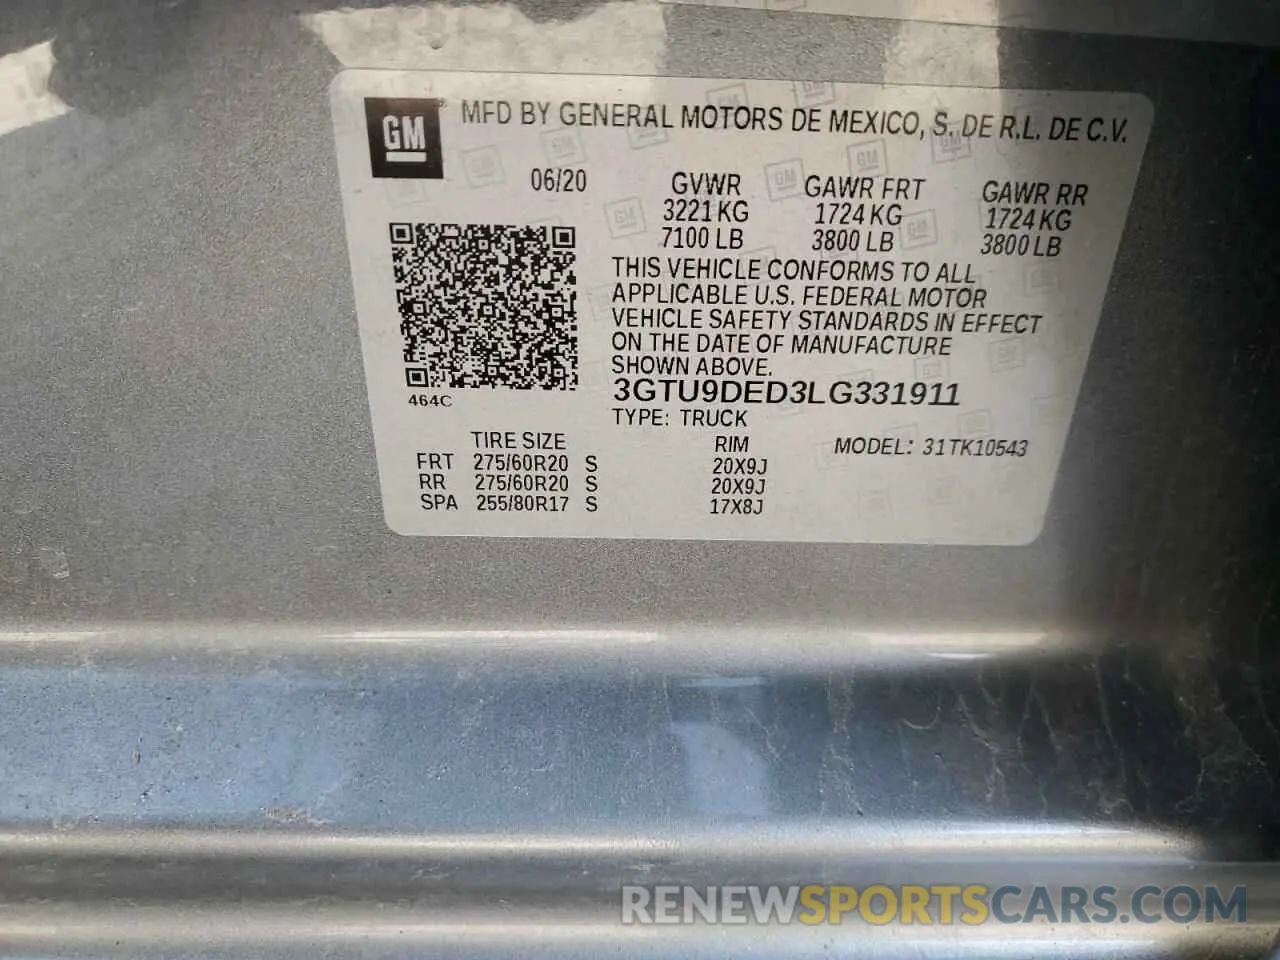 GM® MFD BY GENERAL MOTORS DE MEXICO, S. DE R.L. DE C.V.
06/20 GVWR GAWR FRT GAWR RR
3221 KG 1724 KG 1724 KG
7100 LB 3800 LB 3800 LB
THIS VEHICLE CONFORMS TO ALL
APPLICABLE U.S. FEDERAL MOTOR
VEHICLE SAFETY STANDARDS IN EFFECT
ON THE DATE OF MANUFACTURE
SHOWN ABOVE.
464C 3GTU9DED3LG331911
TYPE: TRUCK
TIRE SIZE RIM MODEL: 31TK10543
FRT 275/60R20 S 20X9J
RR 275/60R20 S 20X9J
SPA 255/80R17 S 17X8J
RENEWSPORTSCARS.COM